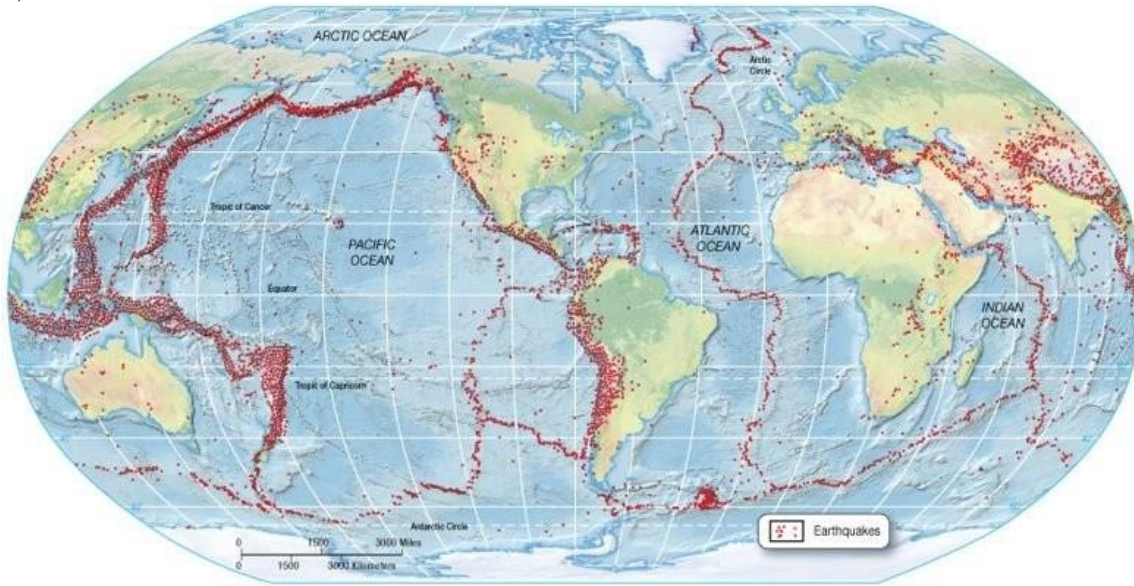 ARCTIC OCEAN
Arctic
Circle
Tropic of Cancer
PACIFIC
OCEAN
ATLANTIC
OCEAN
Equator
INDIAN
OCEAN
Tropic of Capricorn
Antarctic Circle
Earthquakes
0 1500 3000 Miles
0 1500 3000 Kilometers